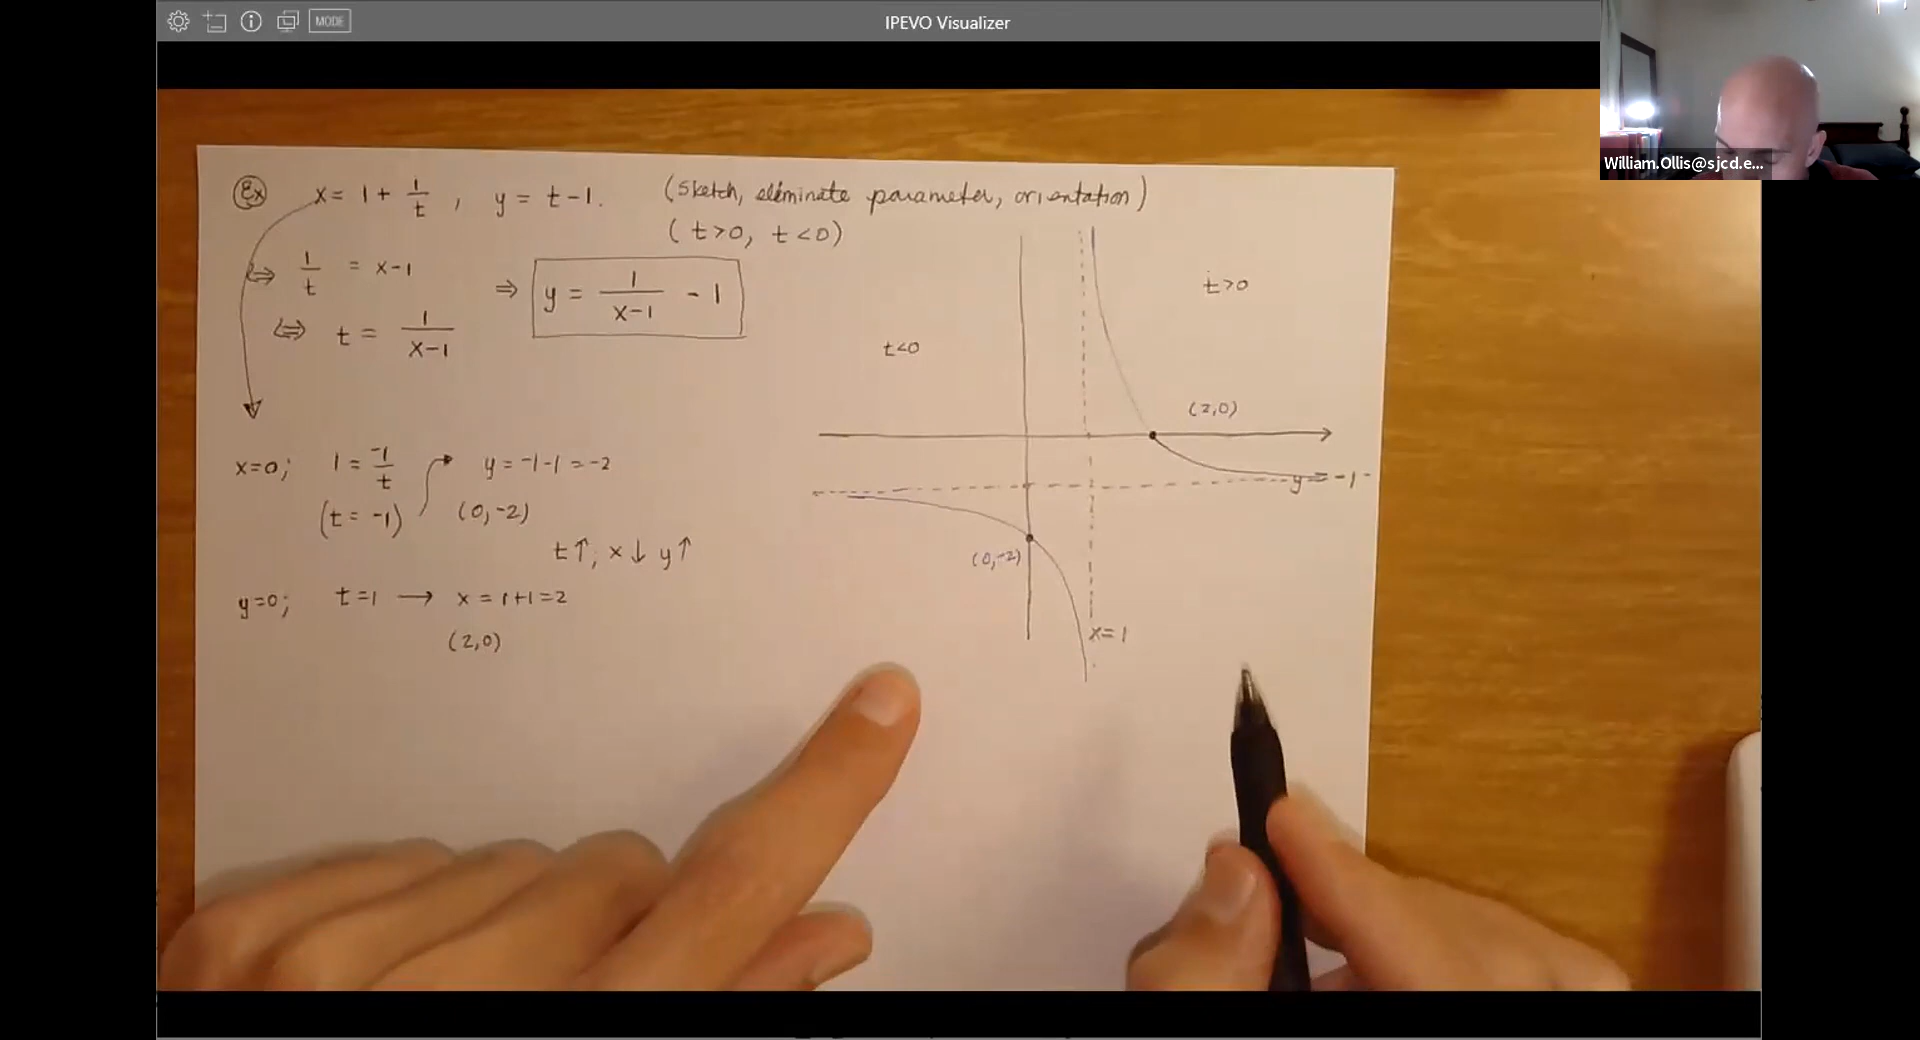 MODE
IPEVO Visualizer
William.Ollis@sjcd.e...
Ex x = 1 + 1/t , y = t - 1. (sketch, eliminate parameter, orientation)
(t>0, t<0)
⇔ 1/t = x-1
⇔ t = 1/(x-1)
⇒ y = 1/(x-1) - 1
x=0; 1 = -1/t
(t = -1)
y = -1-1 = -2
(0,-2)
t↑, x↓ y↑
y=0; t=1 → x = 1+1=2
(2,0)
t>0
t<0
(2,0)
y = -1
(0,-2)
x=1